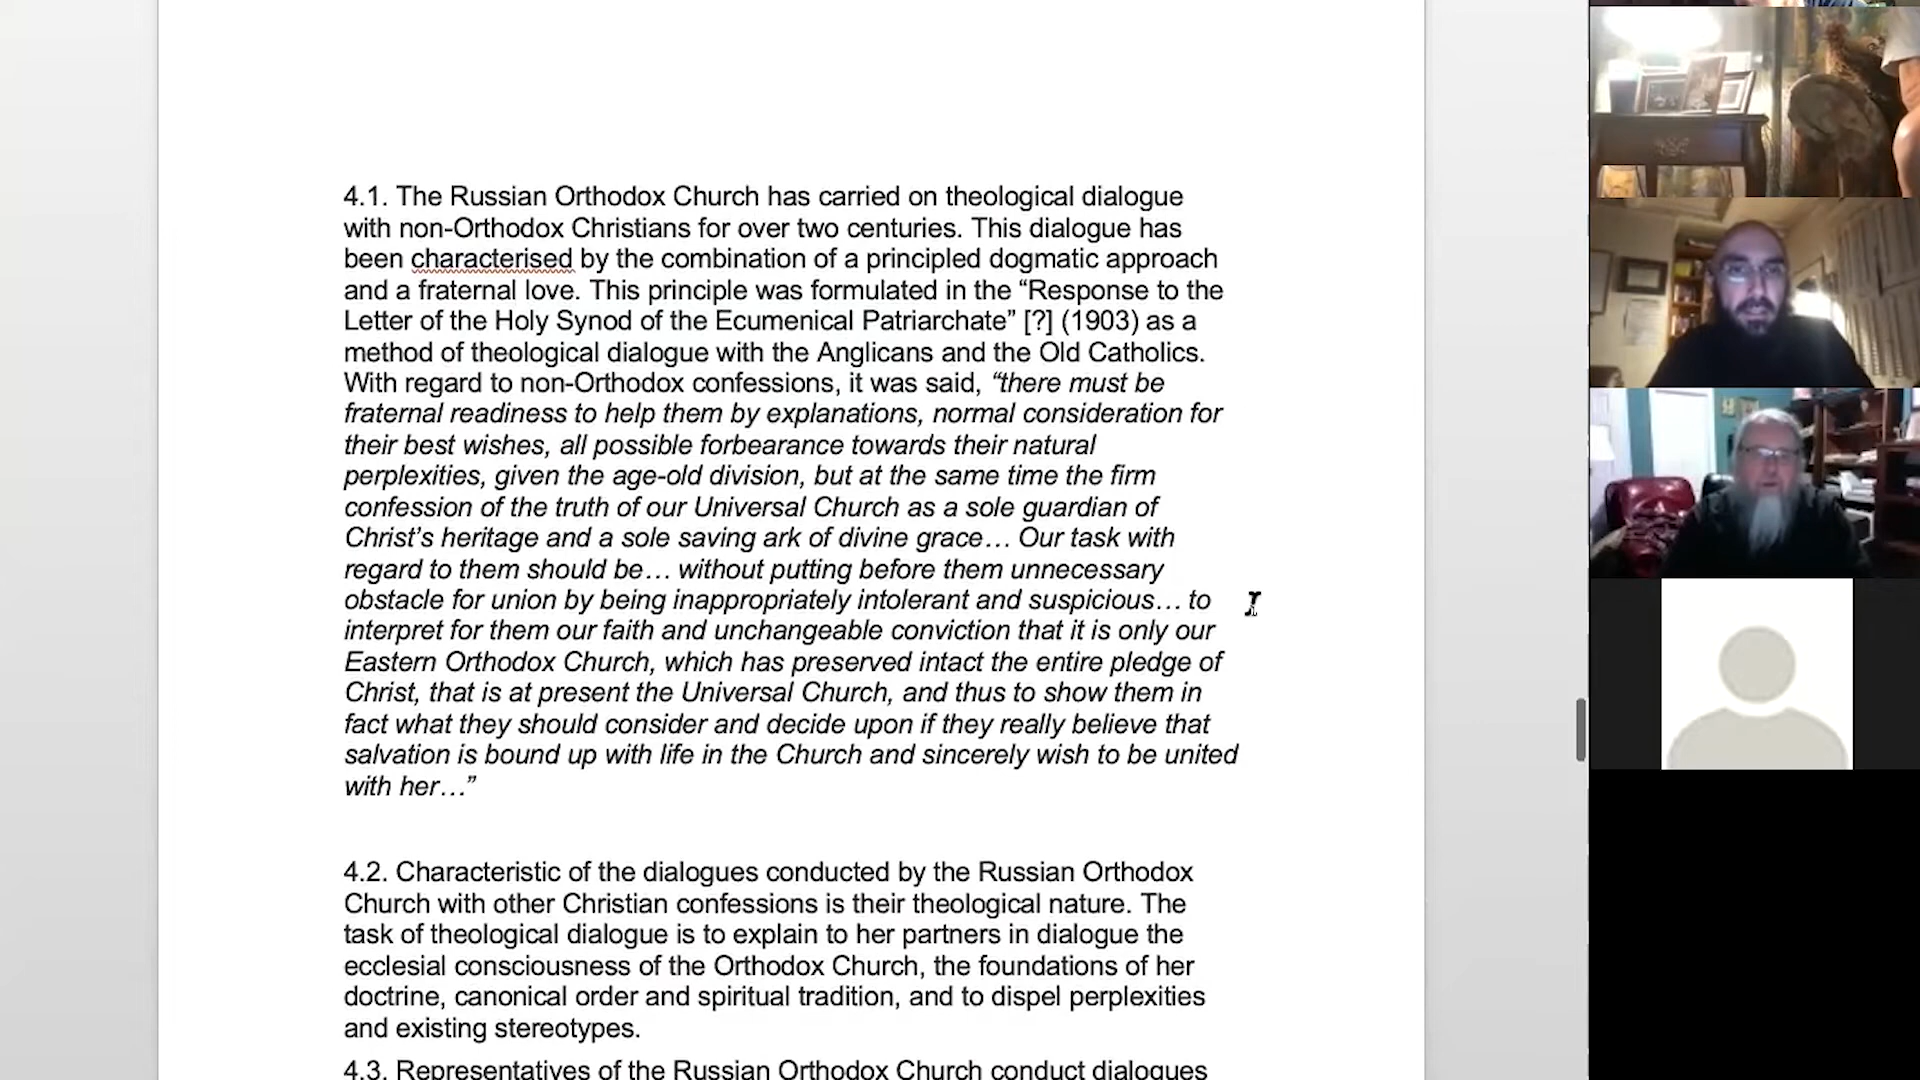 4.1. The Russian Orthodox Church has carried on theological dialogue
with non-Orthodox Christians for over two centuries. This dialogue has
been characterised by the combination of a principled dogmatic approach
and a fraternal love. This principle was formulated in the “Response to the
Letter of the Holy Synod of the Ecumenical Patriarchate” [?] (1903) as a
method of theological dialogue with the Anglicans and the Old Catholics.
With regard to non-Orthodox confessions, it was said, “there must be
fraternal readiness to help them by explanations, normal consideration for
their best wishes, all possible forbearance towards their natural
perplexities, given the age-old division, but at the same time the firm
confession of the truth of our Universal Church as a sole guardian of
Christ’s heritage and a sole saving ark of divine grace… Our task with
regard to them should be… without putting before them unnecessary
obstacle for union by being inappropriately intolerant and suspicious… to
interpret for them our faith and unchangeable conviction that it is only our
Eastern Orthodox Church, which has preserved intact the entire pledge of
Christ, that is at present the Universal Church, and thus to show them in
fact what they should consider and decide upon if they really believe that
salvation is bound up with life in the Church and sincerely wish to be united
with her…”
4.2. Characteristic of the dialogues conducted by the Russian Orthodox
Church with other Christian confessions is their theological nature. The
task of theological dialogue is to explain to her partners in dialogue the
ecclesial consciousness of the Orthodox Church, the foundations of her
doctrine, canonical order and spiritual tradition, and to dispel perplexities
and existing stereotypes.
4.3. Representatives of the Russian Orthodox Church conduct dialogues